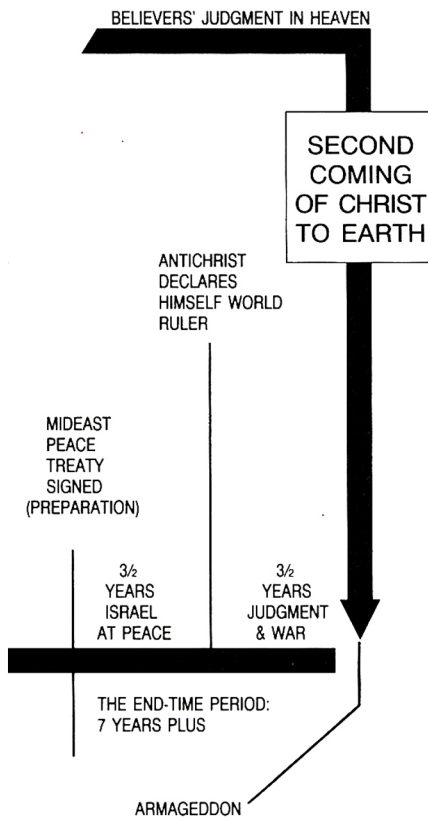 BELIEVERS' JUDGMENT IN HEAVEN
SECOND
COMING
OF CHRIST
TO EARTH
ANTICHRIST
DECLARES
HIMSELF WORLD
RULER
MIDEAST
PEACE
TREATY
SIGNED
(PREPARATION)
3½
YEARS
ISRAEL
AT PEACE
3½
YEARS
JUDGMENT
& WAR
THE END-TIME PERIOD:
7 YEARS PLUS
ARMAGEDDON